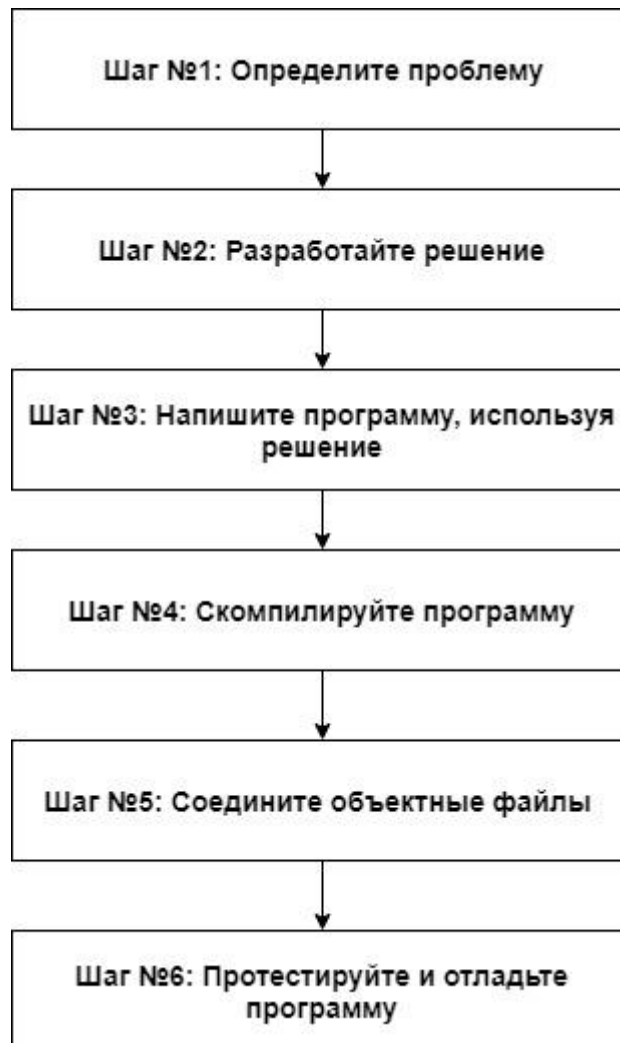 Шаг №1: Определите проблему
Шаг №2: Разработайте решение
Шаг №3: Напишите программу, используя
решение
Шаг №4: Скомпилируйте программу
Шаг №5: Соедините объектные файлы
Шаг №6: Протестируйте и отладьте
программу